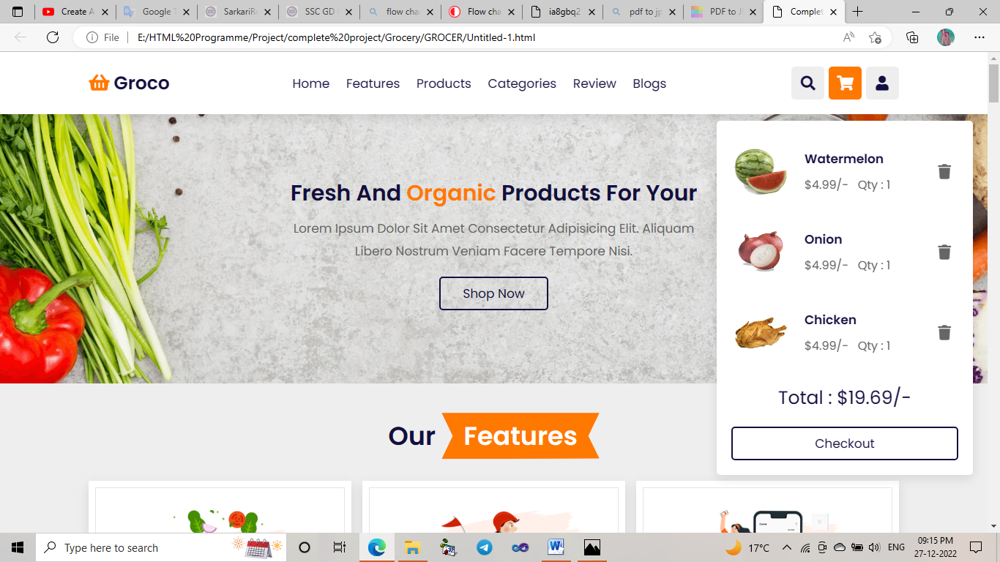 Create A
Google T
SarkariRe
SSC GD
flow cha
Flow cha
ia8gbq2
pdf to jp
PDF to JI
Complet
File
E:/HTML%20Programme/Project/complete%20project/Grocery/GROCER/Untitled-1.html
Groco
Home Features Products Categories Review Blogs
Fresh And Organic Products For Your
Lorem Ipsum Dolor Sit Amet Consectetur Adipisicing Elit. Aliquam
Libero Nostrum Veniam Facere Tempore Nisi.
Shop Now
Watermelon
$4.99/- Qty : 1
Onion
$4.99/- Qty : 1
Chicken
$4.99/- Qty : 1
Total : $19.69/-
Checkout
Our Features
Type here to search
17°C
ENG
09:15 PM
27-12-2022